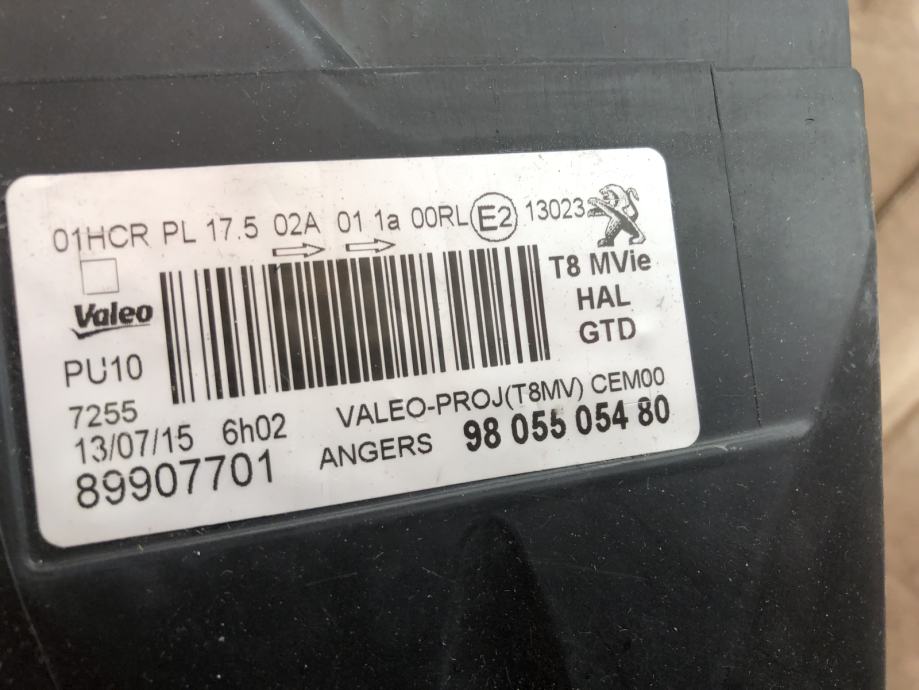 01HCR PL 17.5 02A 01 1a 00RL E2 13023
Valeo
T8 MVie
HAL
GTD
PU10
7255
13/07/15 6h02
89907701
VALEO-PROJ(T8MV) CEM00
ANGERS 98 055 054 80